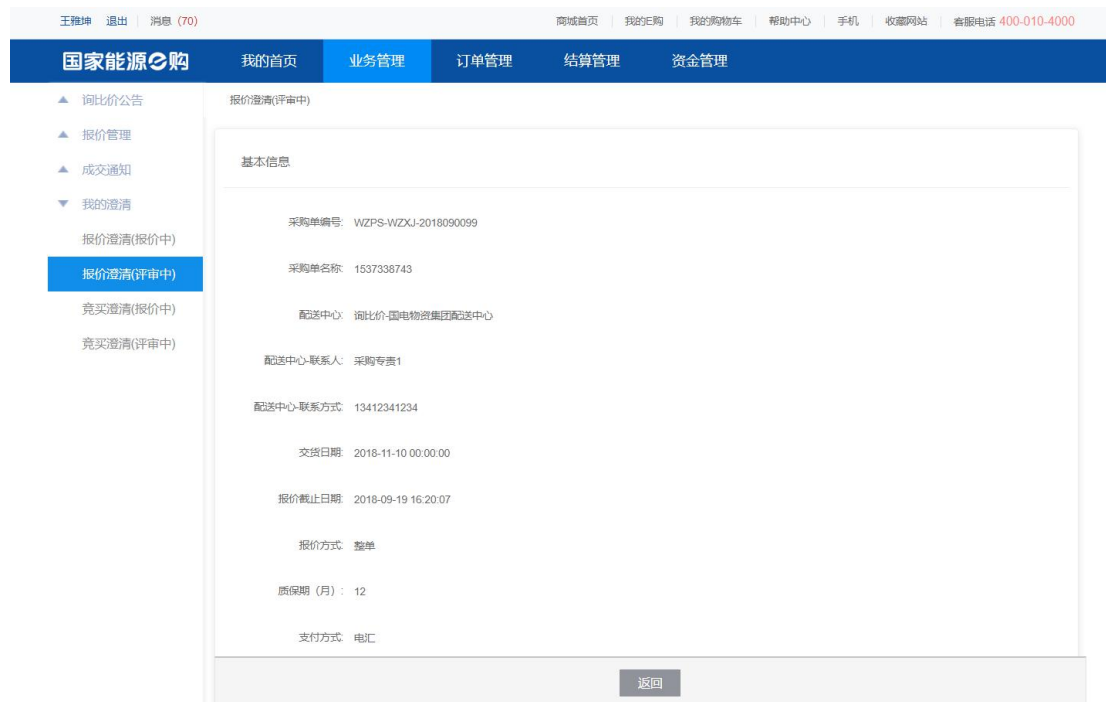 王雅坤 退出 消息 (70) 商城首页 我的E购 我的购物车 帮助中心 手机 收藏网站 客服电话 400-010-4000
国家能源e购 我的首页 业务管理 订单管理 结算管理 资金管理
询比价公告
报价管理
成交通知
我的澄清
报价澄清(报价中)
报价澄清(评审中)
竞买澄清(报价中)
竞买澄清(评审中)
报价澄清(评审中)
基本信息
采购单编号: WZPS-WZXJ-2018090099
采购单名称: 1537338743
配送中心: 询比价-国电物资集团配送中心
配送中心-联系人: 采购专责1
配送中心-联系方式: 13412341234
交货日期: 2018-11-10 00:00:00
报价截止日期: 2018-09-19 16:20:07
报价方式: 整单
质保期（月）: 12
支付方式: 电汇
返回